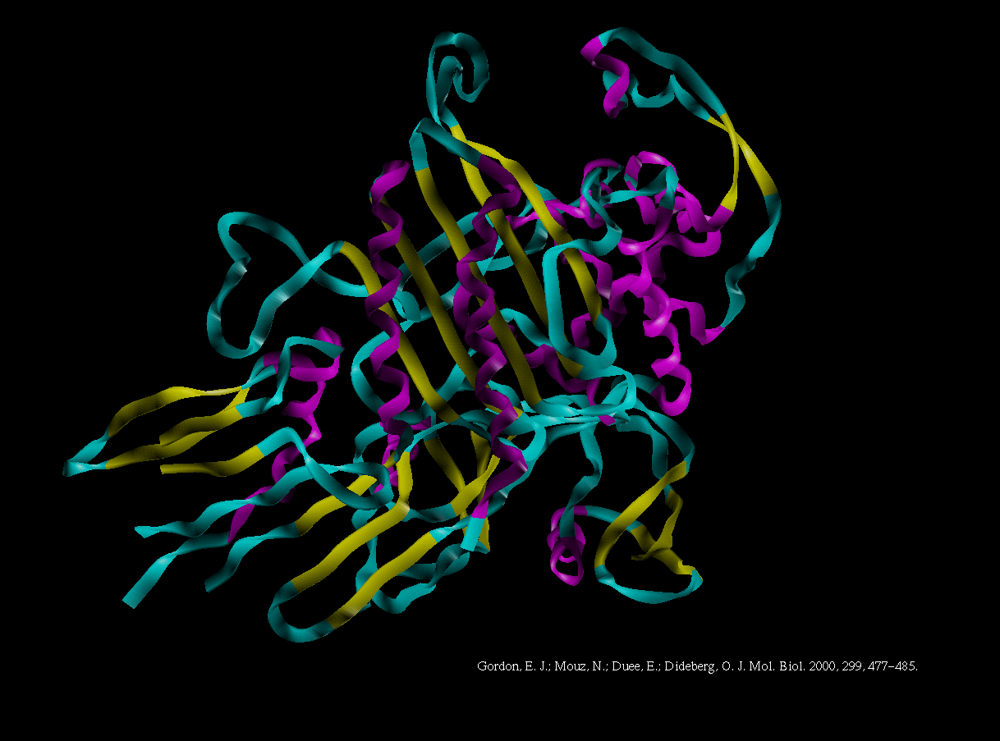 Gordon, E. J.; Mouz, N.; Duee, E.; Dideberg, O. J. Mol. Biol. 2000, 299, 477-485.